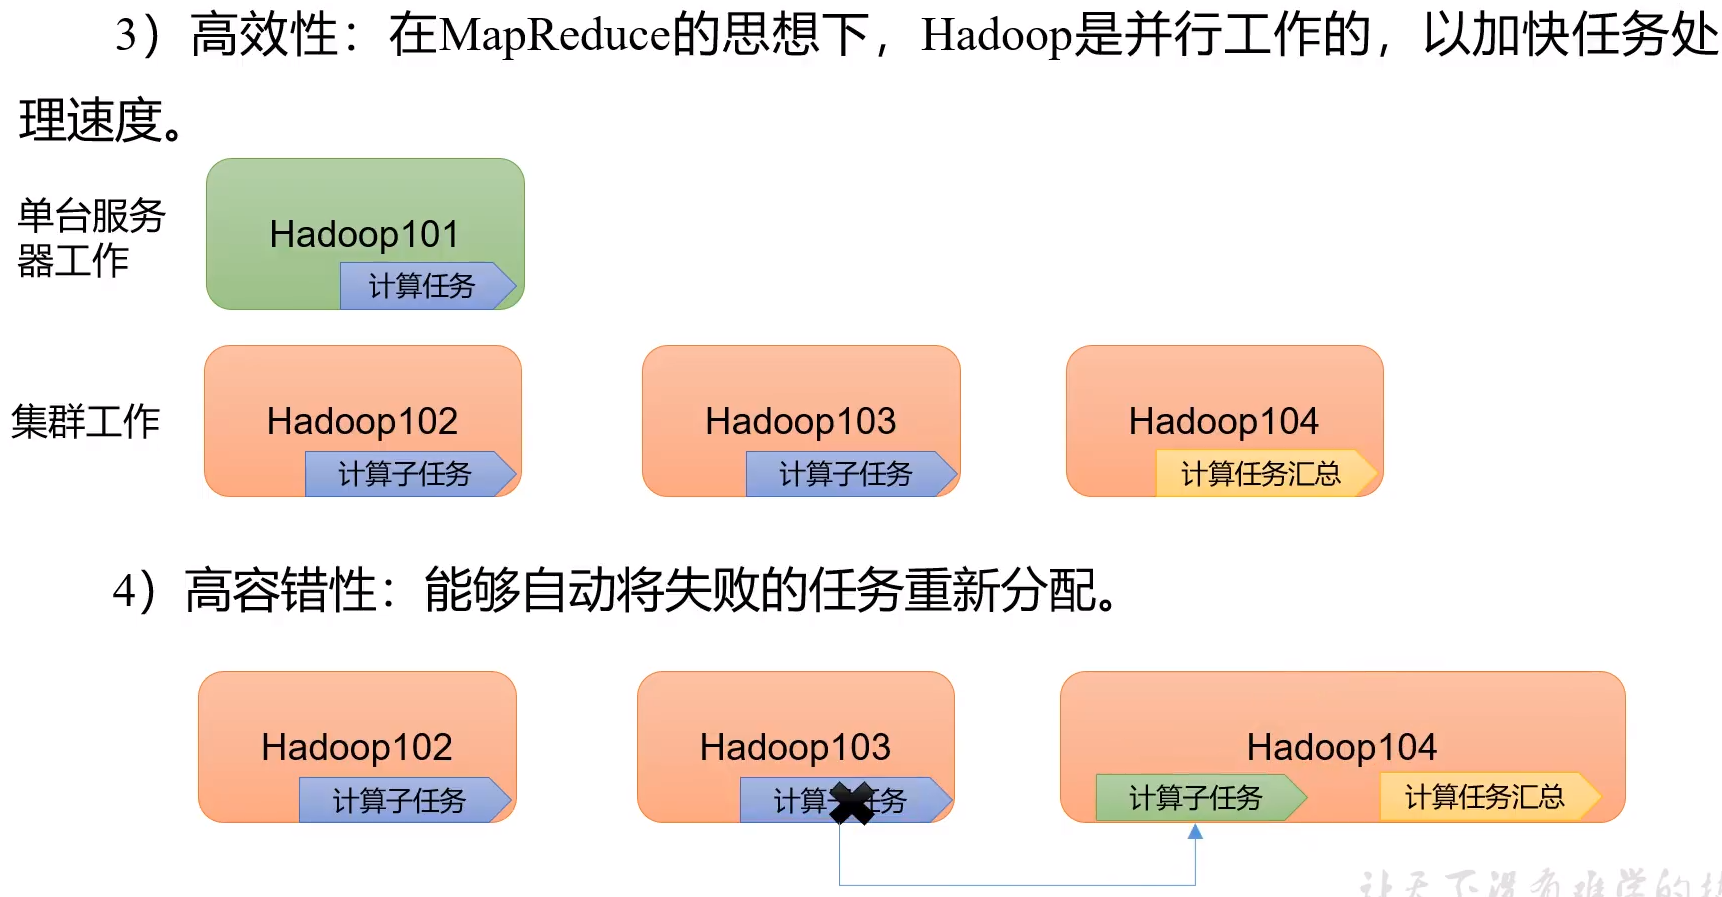 3）高效性：在MapReduce的思想下，Hadoop是并行工作的，以加快任务处
理速度。
单台服务
器工作
Hadoop101
计算任务
集群工作
Hadoop102
计算子任务
Hadoop103
计算子任务
Hadoop104
计算任务汇总
4）高容错性：能够自动将失败的任务重新分配。
Hadoop102
计算子任务
Hadoop103
计算子任务
Hadoop104
计算子任务
计算任务汇总
让天下没有难学的技